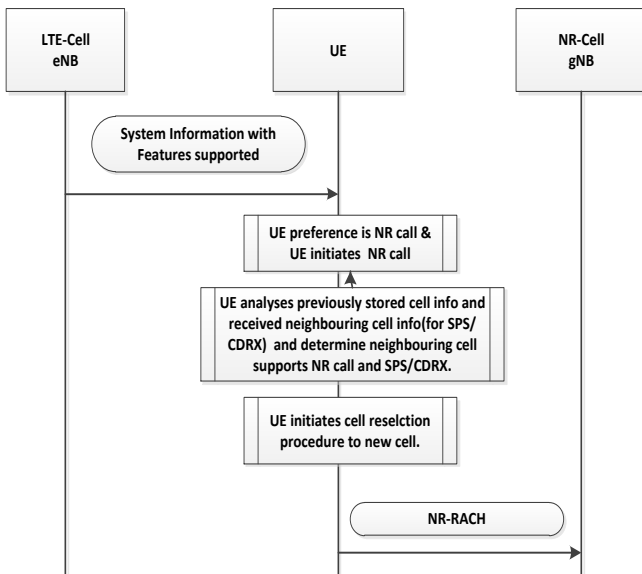 LTE-Cell
eNB
UE
NR-Cell
gNB
System Information with
Features supported
UE preference is NR call &
UE initiates NR call
UE analyses previously stored cell info and
received neighbouring cell info(for SPS/
CDRX) and determine neighbouring cell
supports NR call and SPS/CDRX.
UE initiates cell reselction
procedure to new cell.
NR-RACH